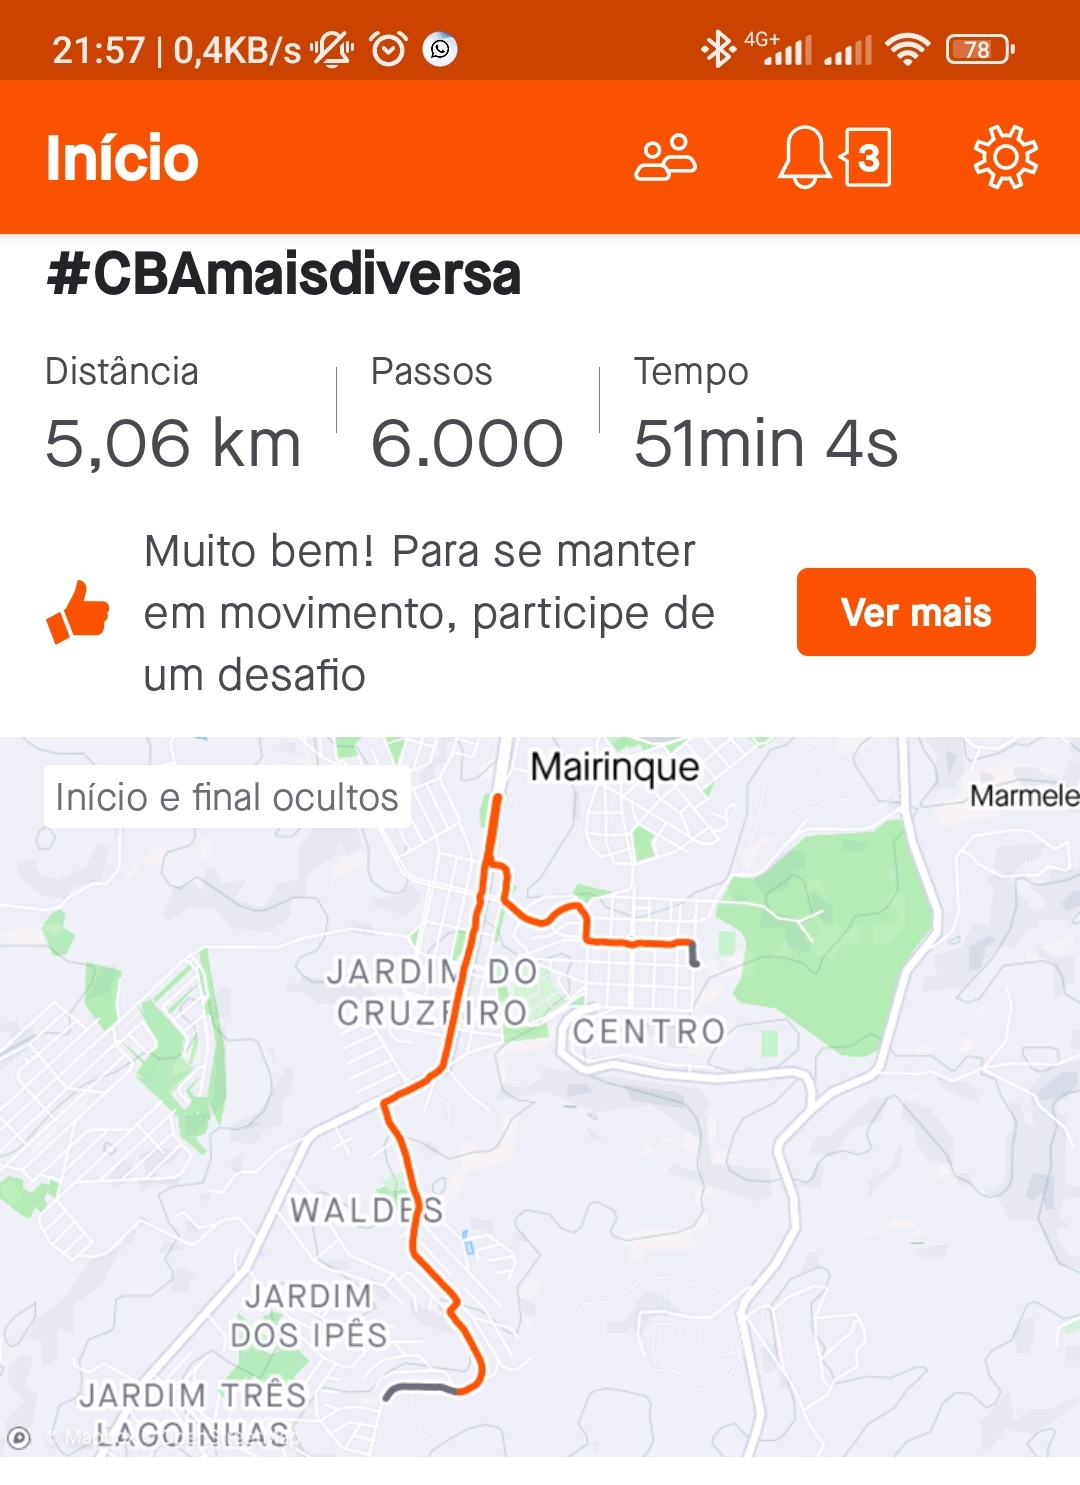 21:57 | 0,4KB/s
4G+
78
Início
3
#CBAmaisdiversa
Distância
Passos
Tempo
5,06 km
6.000
51min 4s
Muito bem! Para se manter
em movimento, participe de
um desafio
Ver mais
Início e final ocultos
Mairinque
Marmele
JARDIM DO
CRUZEIRO
CENTRO
WALDES
JARDIM
DOS IPÊS
JARDIM TRÊS
LAGOINHAS